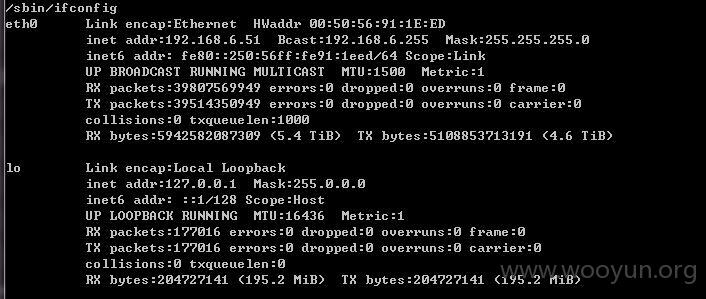 /sbin/ifconfig
eth0      Link encap:Ethernet  HWaddr 00:50:56:91:1E:ED
          inet addr:192.168.6.51  Bcast:192.168.6.255  Mask:255.255.255.0
          inet6 addr: fe80::250:56ff:fe91:1eed/64 Scope:Link
          UP BROADCAST RUNNING MULTICAST  MTU:1500  Metric:1
          RX packets:39807569949 errors:0 dropped:0 overruns:0 frame:0
          TX packets:39514350949 errors:0 dropped:0 overruns:0 carrier:0
          collisions:0 txqueuelen:1000
          RX bytes:5942582087309 (5.4 TiB)  TX bytes:5108853713191 (4.6 TiB)
lo        Link encap:Local Loopback
          inet addr:127.0.0.1  Mask:255.0.0.0
          inet6 addr: ::1/128 Scope:Host
          UP LOOPBACK RUNNING  MTU:16436  Metric:1
          RX packets:177016 errors:0 dropped:0 overruns:0 frame:0
          TX packets:177016 errors:0 dropped:0 overruns:0 carrier:0
          collisions:0 txqueuelen:0
          RX bytes:204727141 (195.2 MiB)  TX bytes:204727141 (195.2 MiB)
www.wooyun.org